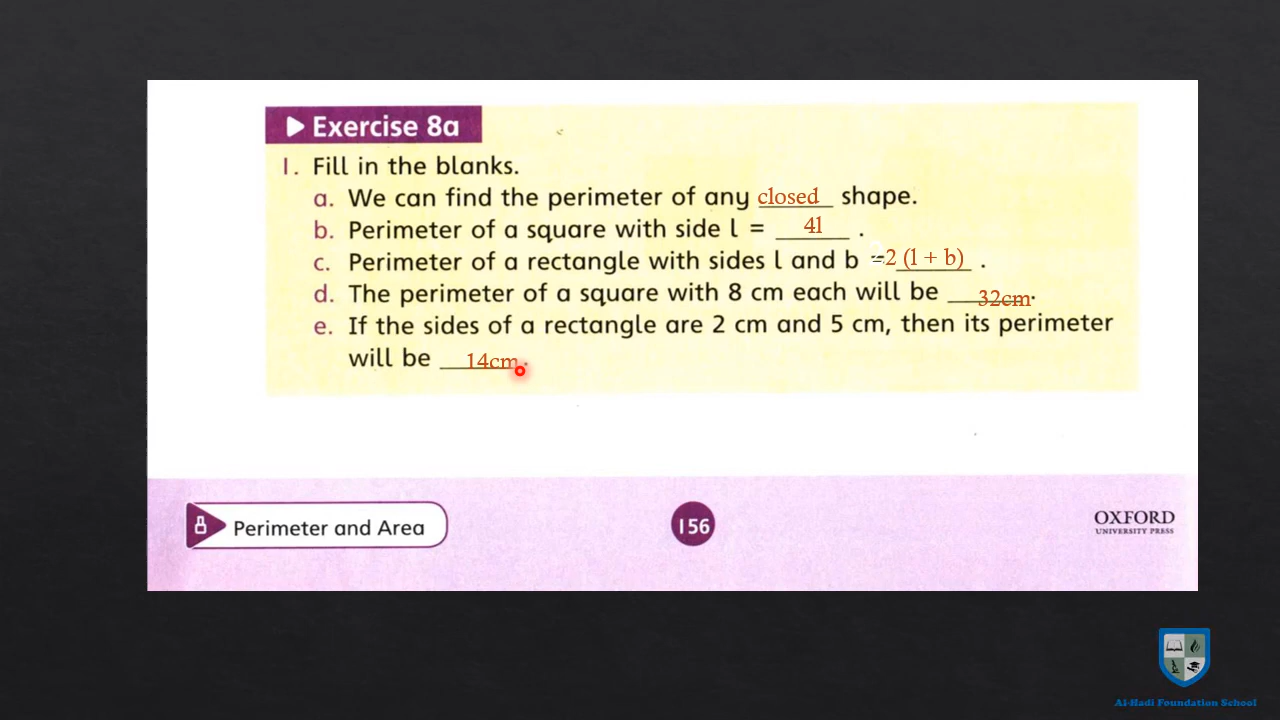 Exercise 8a
1. Fill in the blanks.
a. We can find the perimeter of any closed shape.
b. Perimeter of a square with side l = 4l .
c. Perimeter of a rectangle with sides l and b = 2 (l + b) .
d. The perimeter of a square with 8 cm each will be 32cm.
e. If the sides of a rectangle are 2 cm and 5 cm, then its perimeter
will be 14cm.
8 Perimeter and Area
156
OXFORD
UNIVERSITY PRESS
Al-Hadi Foundation School